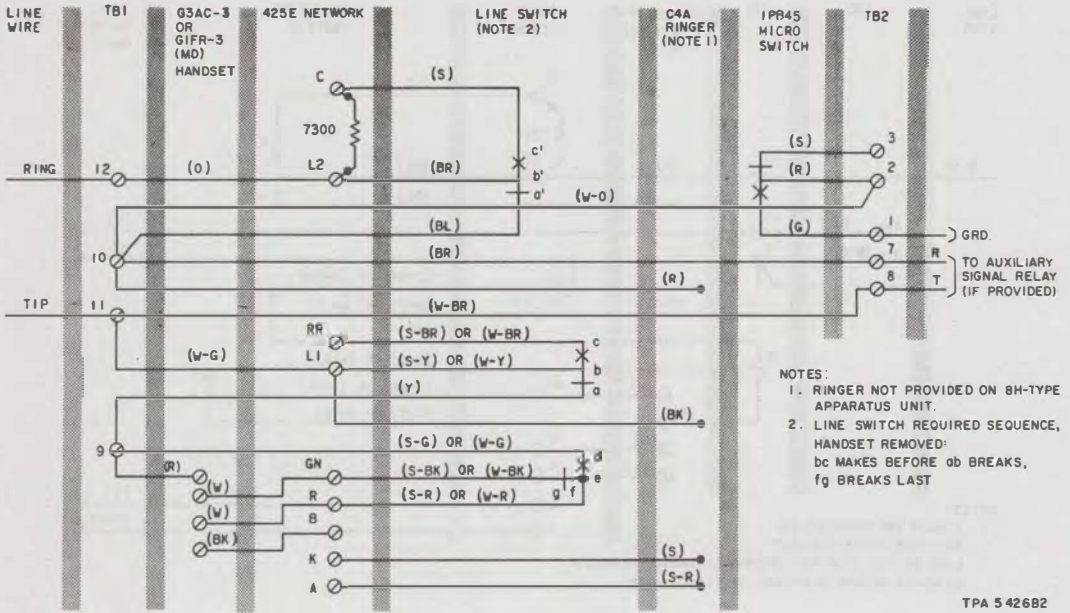 LINE WIRE
TB1
G3AC-3 OR GIFR-3 (MD) HANDSET
425E NETWORK
LINE SWITCH (NOTE 2)
C4A RINGER (NOTE 1)
1PB45 MICRO SWITCH
TB2
C
(S)
7300
c'
(S)
3
RING
12
(O)
L2
(BR)
b'
(R)
2
a'
(W-O)
(BL)
(G)
1
GRD.
10
(BR)
7
R
TO AUXILIARY SIGNAL RELAY (IF PROVIDED)
(R)
8
T
TIP
11
(W-BR)
RR
(S-BR) OR (W-BR)
c
(W-G)
L1
(S-Y) OR (W-Y)
b
(Y)
a
(BK)
9
(S-G) OR (W-G)
d
(R)
GN
(S-BK) OR (W-BK)
e
g
f
(W)
R
(S-R) OR (W-R)
(W)
B
(BK)
K
(S)
A
(S-R)
NOTES:
1. RINGER NOT PROVIDED ON 8H-TYPE
APPARATUS UNIT.
2. LINE SWITCH REQUIRED SEQUENCE,
HANDSET REMOVED:
bc MAKES BEFORE ab BREAKS,
fg BREAKS LAST
TPA 542682